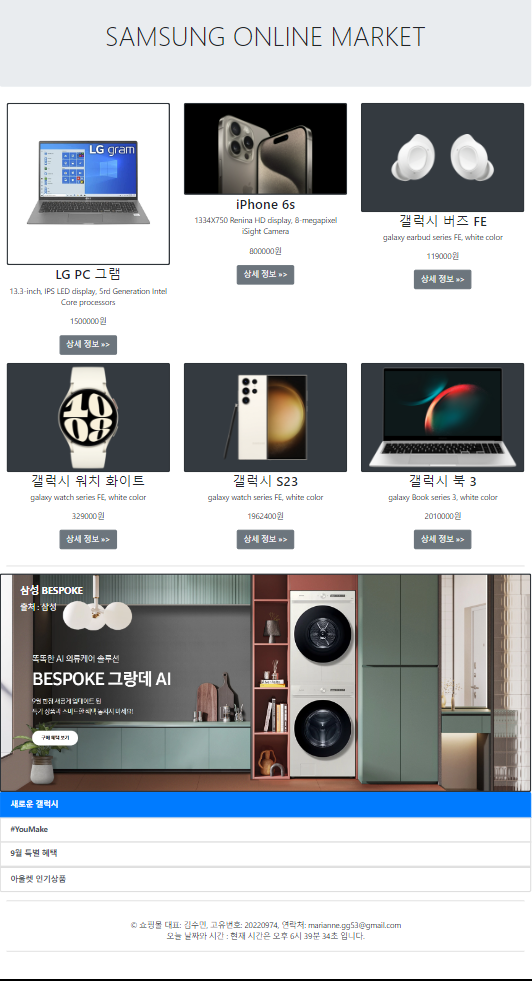 SAMSUNG ONLINE MARKET
LG gram
LG PC 그램
13.3-inch, IPS LED display, 5rd Generation Intel
Core processors
1500000원
상세 정보 »>
iPhone 6s
1334X750 Renina HD display, 8-megapixel
iSight Camera
800000원
상세 정보 »>
갤럭시 버즈 FE
galaxy earbud series FE, white color
119000원
상세 정보 »>
10
08
갤럭시 워치 화이트
galaxy watch series FE, white color
329000원
상세 정보 »>
갤럭시 S23
galaxy watch series FE, white color
1962400원
상세 정보 »>
갤럭시 북 3
galaxy Book series 3, white color
2010000원
상세 정보 »>
삼성 BESPOKE
출처 : 삼성
똑똑한 AI 의류케어 솔루션
BESPOKE 그랑데 AI
구매 혜택 보기
새로운 갤럭시
#YouMake
9월 특별 혜택
아울렛 인기상품
© 쇼핑몰 대표: 김수민, 고유번호: 20220974, 연락처: marianne.gg53@gmail.com
오늘 날짜와 시간 : 현재 시간은 오후 6시 39분 34초 입니다.